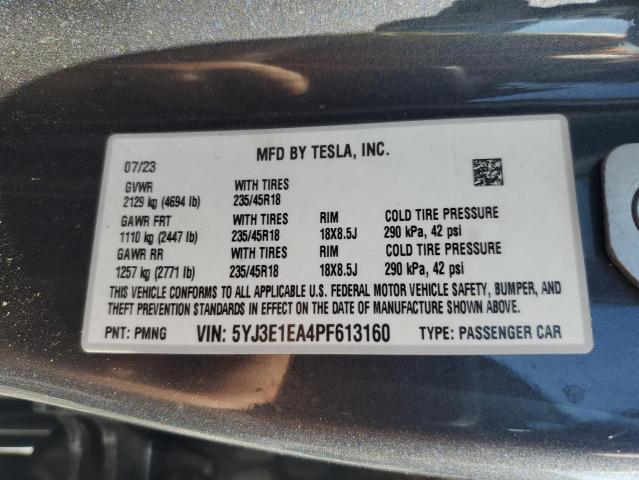 MFD BY TESLA, INC.
07/23
GVWR WITH TIRES
2129 kg (4694 lb) 235/45R18
GAWR FRT WITH TIRES RIM COLD TIRE PRESSURE
1110 kg (2447 lb) 235/45R18 18X8.5J 290 kPa, 42 psi
GAWR RR WITH TIRES RIM COLD TIRE PRESSURE
1257 kg (2771 lb) 235/45R18 18X8.5J 290 kPa, 42 psi
THIS VEHICLE CONFORMS TO ALL APPLICABLE U.S. FEDERAL MOTOR VEHICLE SAFETY, BUMPER, AND
THEFT PREVENTION STANDARDS IN EFFECT ON THE DATE OF MANUFACTURE SHOWN ABOVE.
PNT: PMNG VIN: 5YJ3E1EA4PF613160 TYPE: PASSENGER CAR